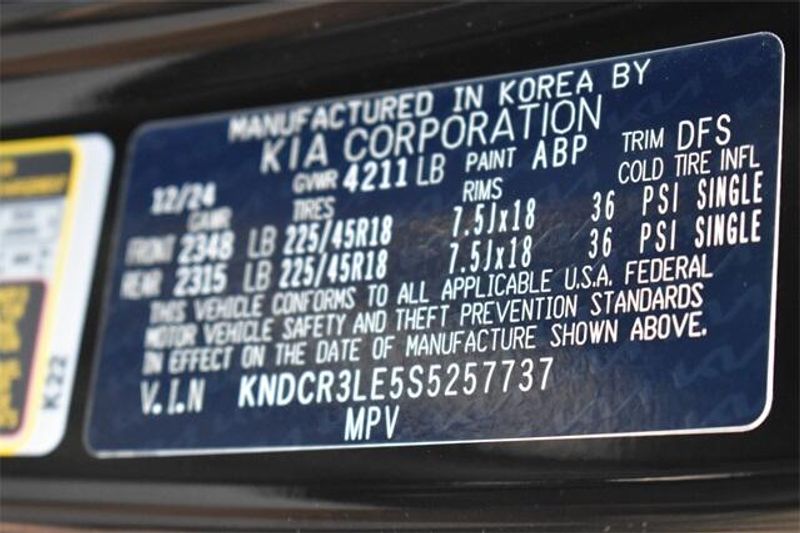 MANUFACTURED IN KOREA BY
KIA CORPORATION
12/24 GVWR 4211 LB PAINT ABP TRIM DFS
GAWR TIRES RIMS COLD TIRE INFL
FRONT 2348 LB 225/45R18 7.5Jx18 36 PSI SINGLE
REAR 2315 LB 225/45R18 7.5Jx18 36 PSI SINGLE
THIS VEHICLE CONFORMS TO ALL APPLICABLE U.S.A. FEDERAL
MOTOR VEHICLE SAFETY AND THEFT PREVENTION STANDARDS
IN EFFECT ON THE DATE OF MANUFACTURE SHOWN ABOVE.
V.I.N KNDCR3LE5S5257737
MPV
K22